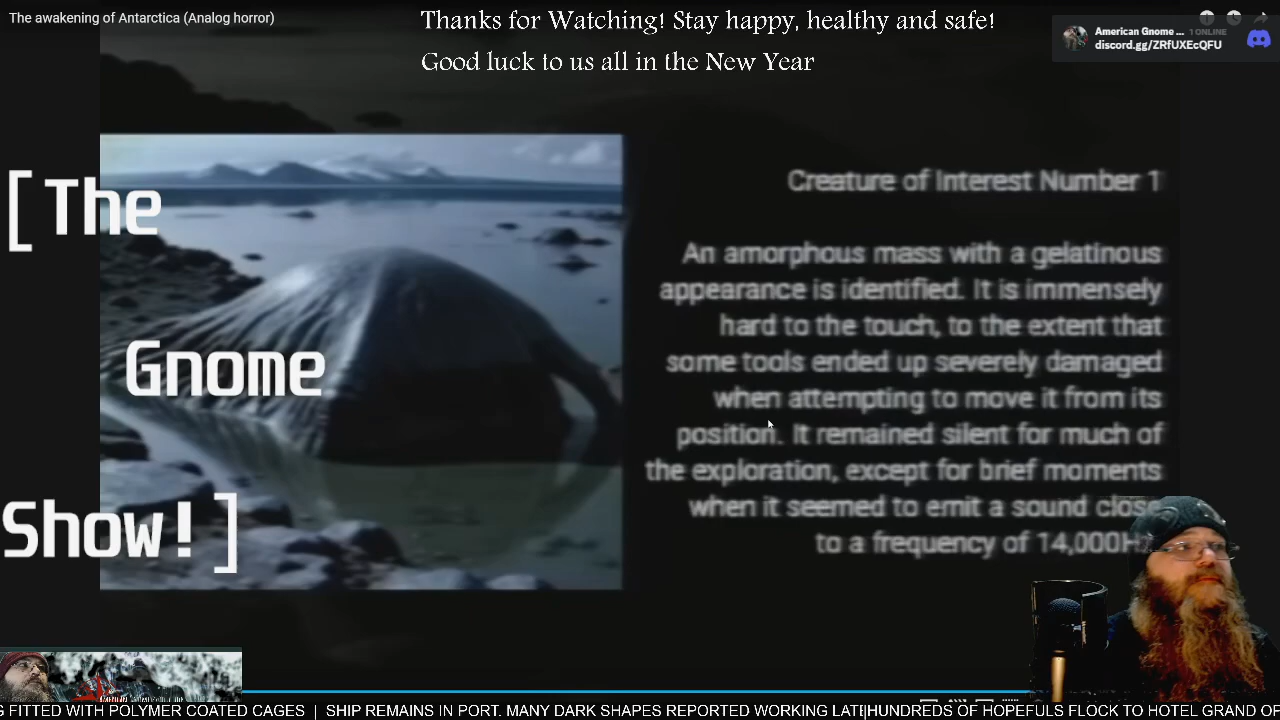 The awakening of Antarctica (Analog horror)
Thanks for Watching! Stay happy, healthy and safe!
Good luck to us all in the New Year
American Gnome ... 1 ONLINE
discord.gg/ZRfUXEcQFU
[The
Gnome
Show!]
Creature of Interest Number 1
An amorphous mass with a gelatinous
appearance is identified. It is immensely
hard to the touch, to the extent that
some tools ended up severely damaged
when attempting to move it from its
position. It remained silent for much of
the exploration, except for brief moments
when it seemed to emit a sound close
to a frequency of 14,000H
FITTED WITH POLYMER COATED CAGES | SHIP REMAINS IN PORT. MANY DARK SHAPES REPORTED WORKING LATE|HUNDREDS OF HOPEFULS FLOCK TO HOTEL GRAND OP